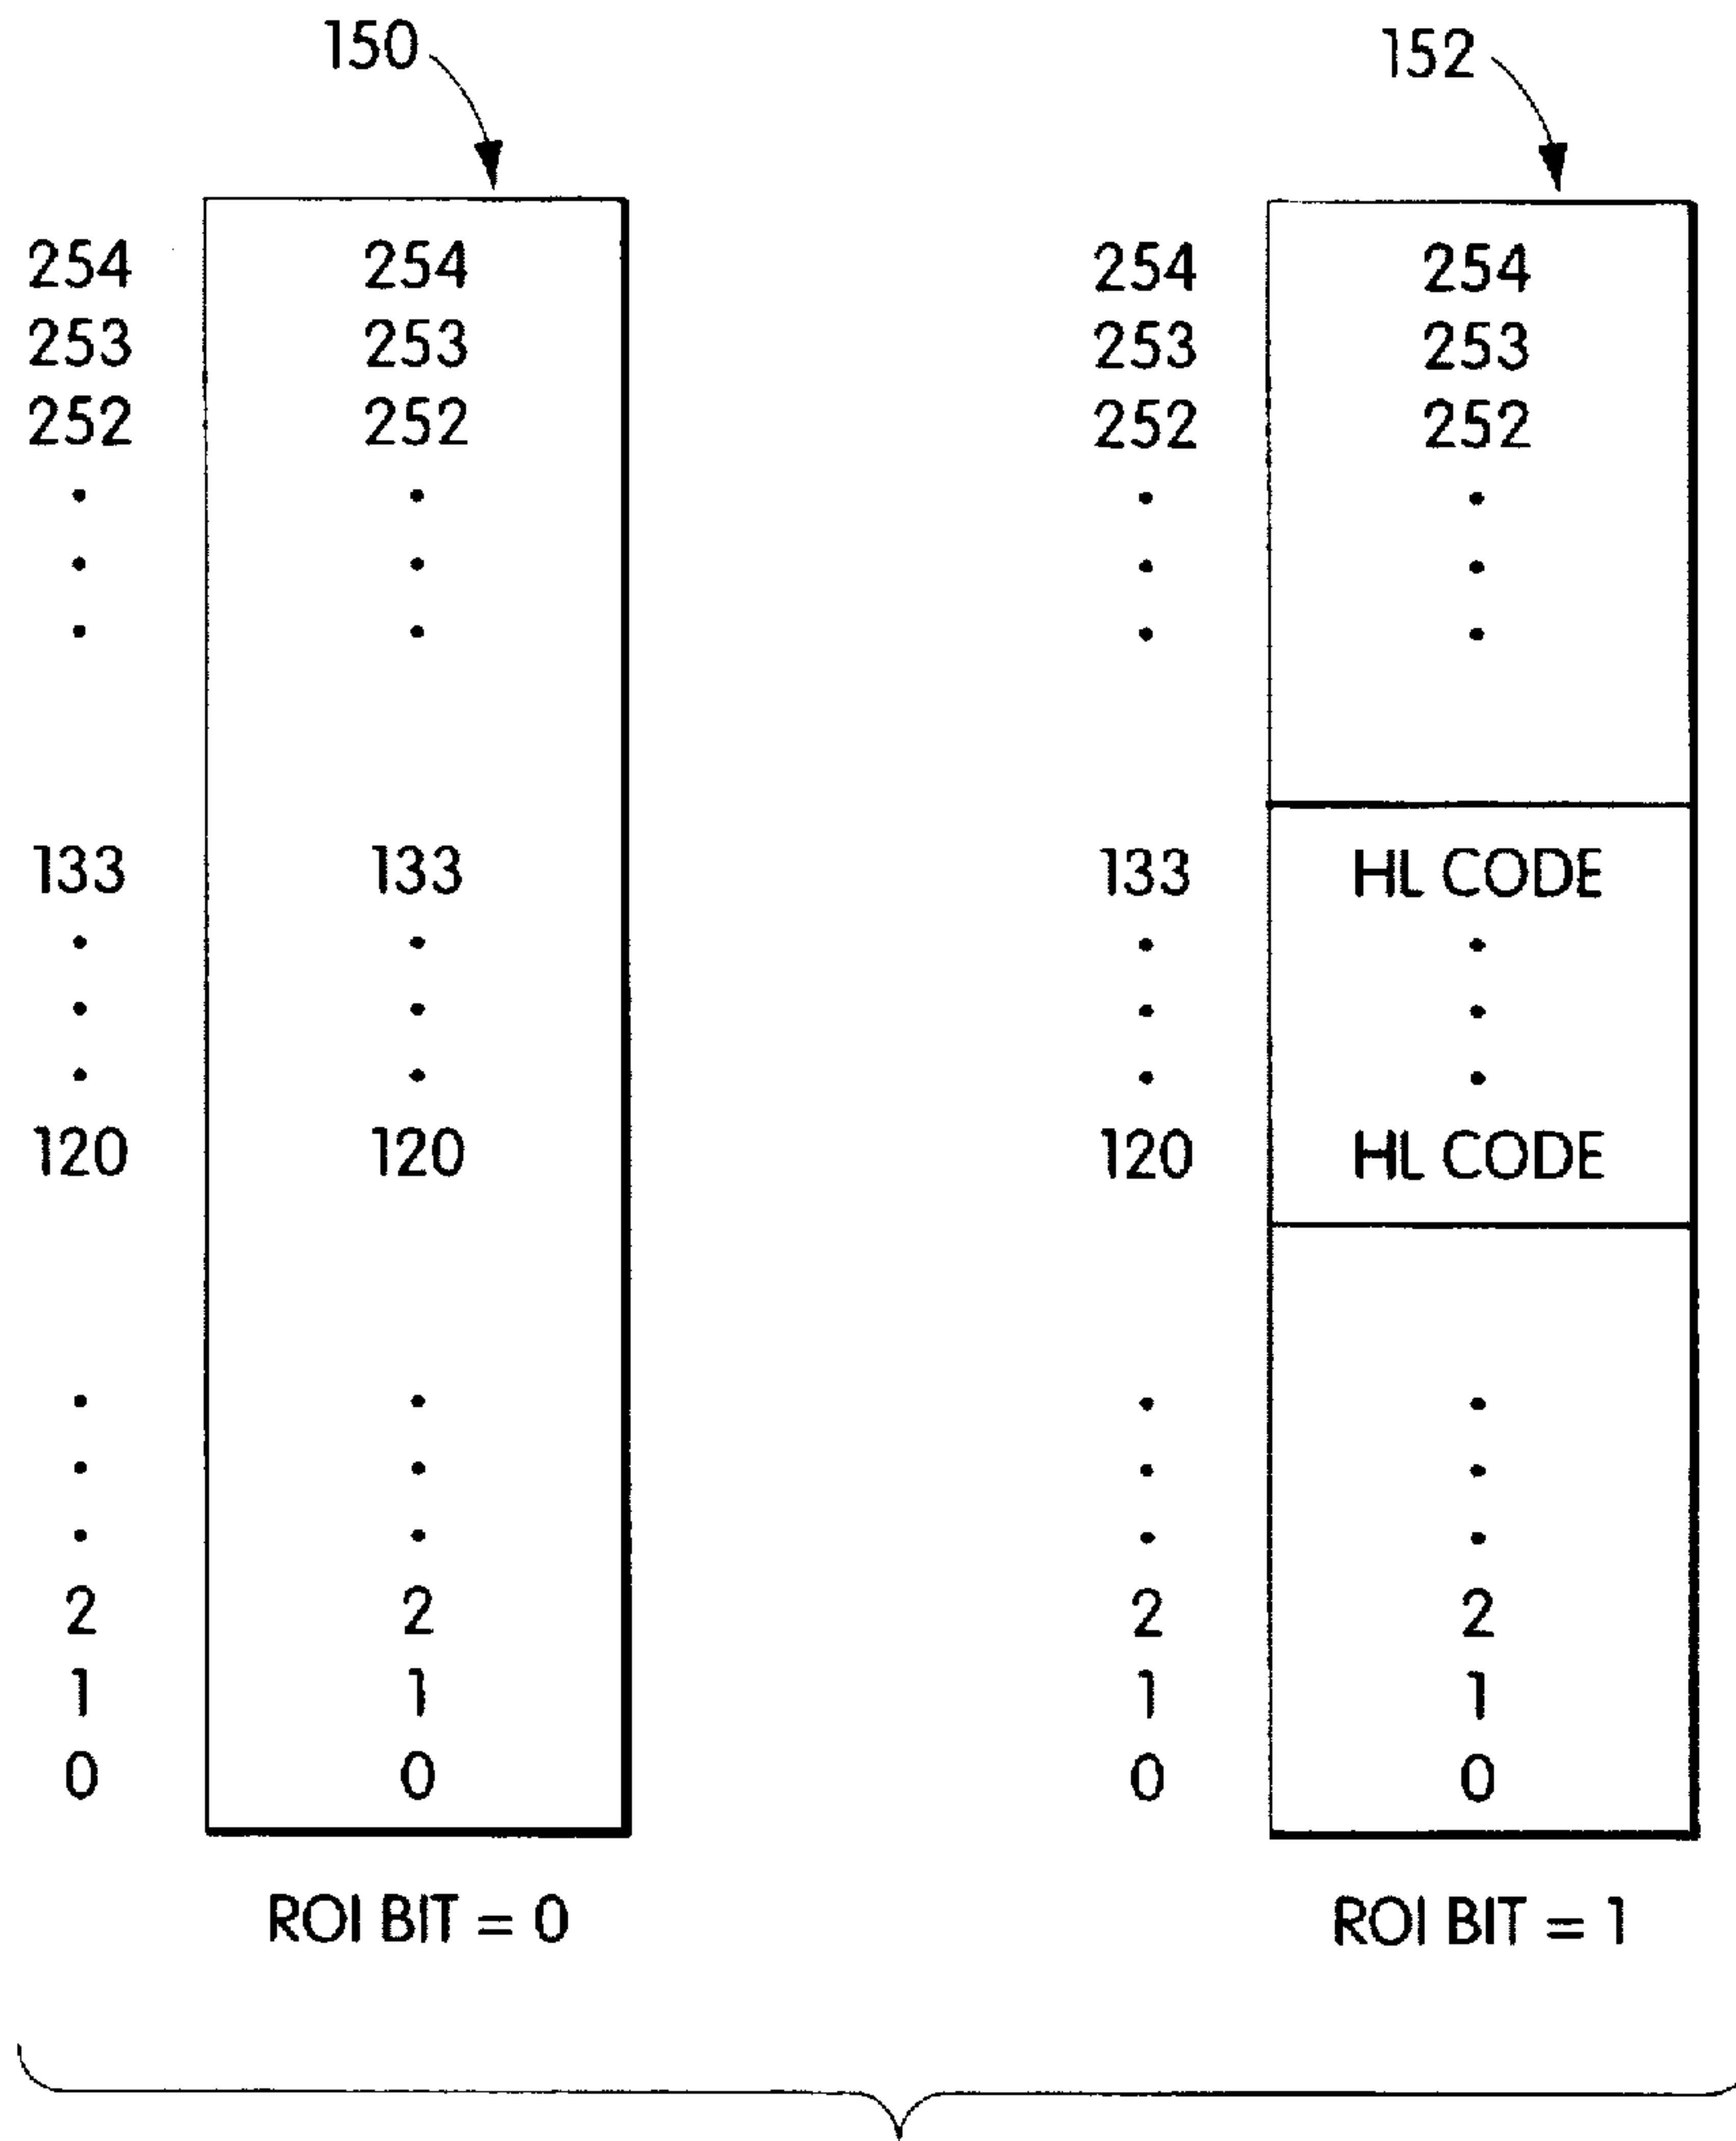 150 152
254 254 254 254
253 253 253 253
252 252 252 252
133 133 133 HL CODE
120 120 120 HL CODE
2 2 2 2
1 1 1 1
0 0 0 0
ROI BIT = 0 ROI BIT = 1